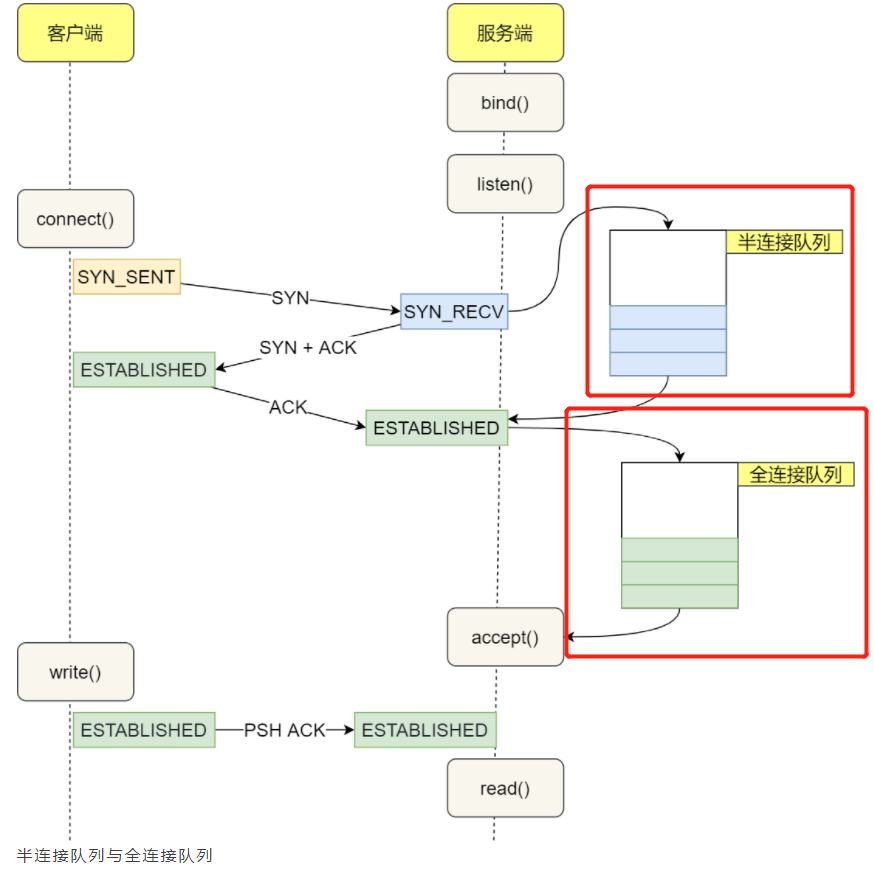 客户端
服务端
bind()
listen()
connect()
半连接队列
SYN_SENT
SYN
SYN_RECV
SYN + ACK
ESTABLISHED
ACK
ESTABLISHED
全连接队列
accept()
write()
ESTABLISHED
PSH ACK
ESTABLISHED
read()
半连接队列与全连接队列